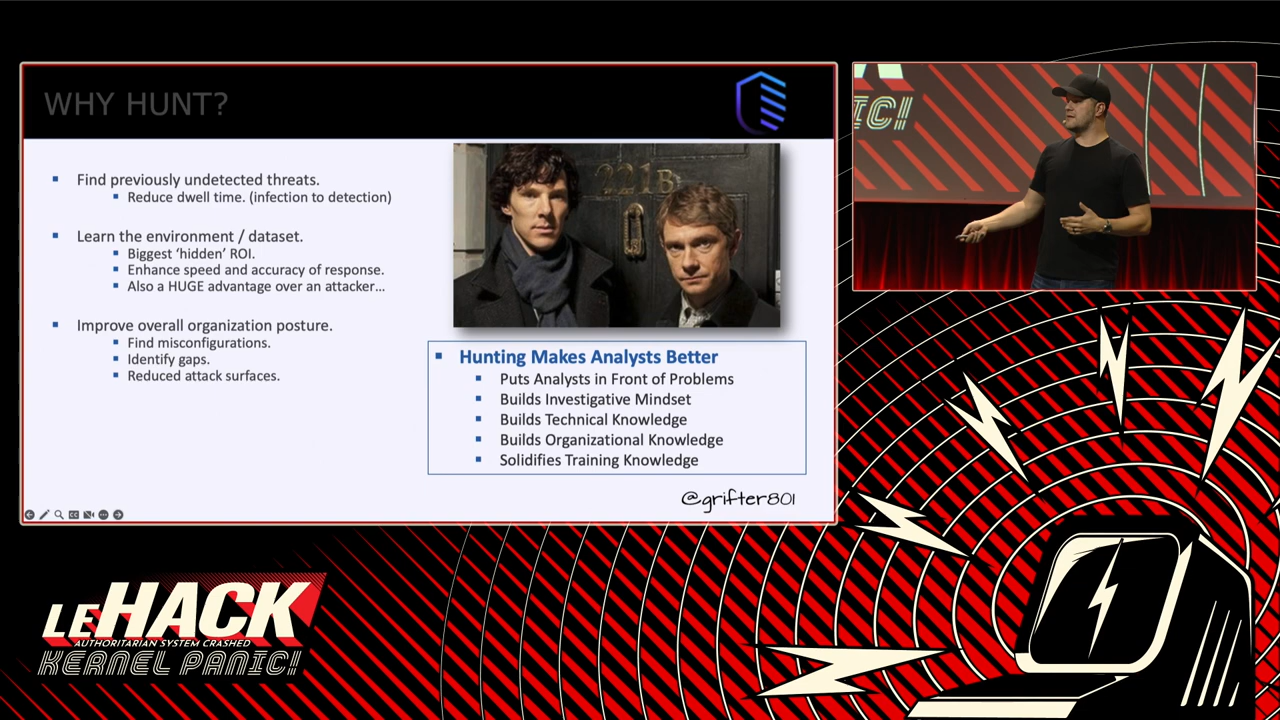 WHY HUNT?
Find previously undetected threats.
Reduce dwell time. (infection to detection)
Learn the environment / dataset.
Biggest ‘hidden’ ROI.
Enhance speed and accuracy of response.
Also a HUGE advantage over an attacker…
Improve overall organization posture.
Find misconfigurations.
Identify gaps.
Reduced attack surfaces.
221B
Hunting Makes Analysts Better
Puts Analysts in Front of Problems
Builds Investigative Mindset
Builds Technical Knowledge
Builds Organizational Knowledge
Solidifies Training Knowledge
@grifter801
IC!
LEHACK
AUTHORITARIAN SYSTEM CRASHED
KERNEL PANIC!